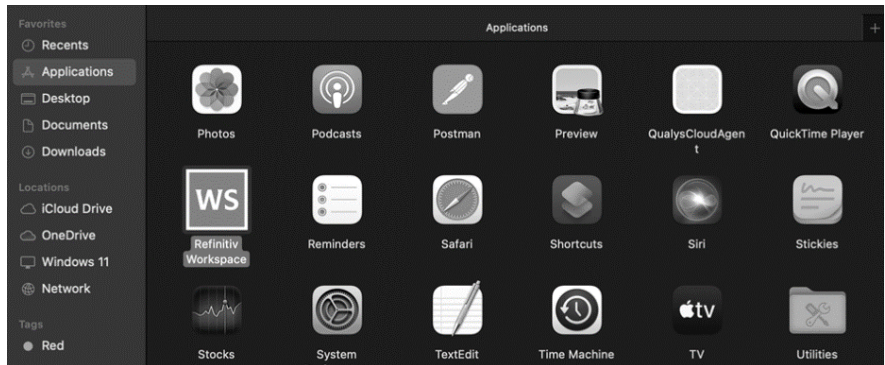 Favorites
Recents
Applications
Desktop
Documents
Downloads
Locations
iCloud Drive
OneDrive
Windows 11
Network
Tags
Red
Applications
+
Photos
Podcasts
Postman
Preview
QualysCloudAgen
t
QuickTime Player
WS
Refinitiv
Workspace
Reminders
Safari
Shortcuts
Siri
Stickies
Stocks
System
TextEdit
Time Machine
tv
TV
Utilities